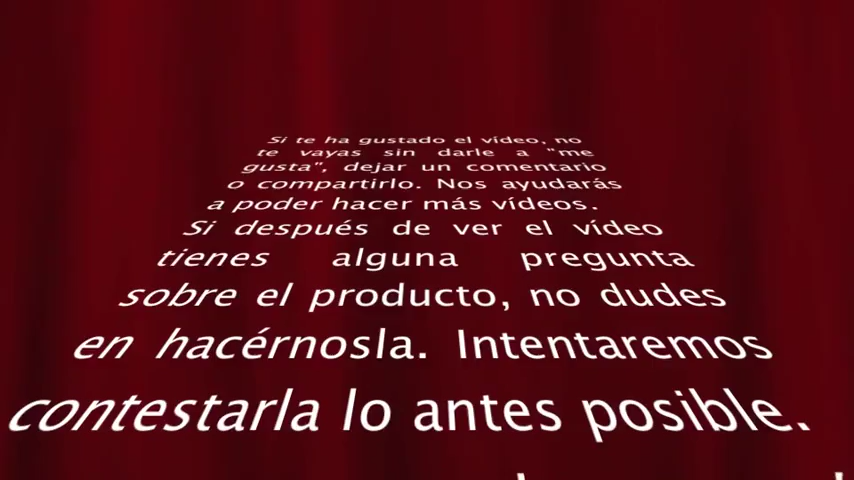 Si te ha gustado el vídeo, no
te vayas sin darle a "me
gusta", dejar un comentario
o compartirlo. Nos ayudarás
a poder hacer más vídeos.
Si después de ver el vídeo
tienes alguna pregunta
sobre el producto, no dudes
en hacérnosla. Intentaremos
contestarla lo antes posible.